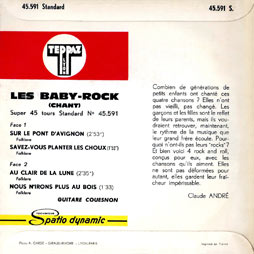 45.591 Standard
45.591 S.
TEPPAZ
LES BABY-ROCK
(CHANT)
Super 45 tours Standard N° 45.591
Face 1
SUR LE PONT D'AVIGNON (2'53")
Folklore
SAVEZ-VOUS PLANTER LES CHOUX
Folklore
Face 2
AU CLAIR DE LA LUNE (2'35")
Folklore
NOUS N'IRONS PLUS AU BOIS (1'33)
Folklore
GUITARE COUESNON
Spatio dynamic
Combien de générations de
petits enfants ont chanté ces
quatre chansons ? Elles n'ont
pas vieilli, pas changé. Les
garçons et les filles sont le reflet
de leurs parents, mais ils vou-
draient retrouver, maintenant,
le rythme de la musique que
leur grand frère écoute. Pour-
quoi n'ont-ils pas leurs "rocks" ?
Et bien voici 4 rock and roll,
conçus pour eux, avec les
chansons qu'ils aiment. Elles
ne sont pas déformées pour
autant, elles gardent leur fraî-
cheur impérissable.
Claude ANDRÉ
Imprimé en France